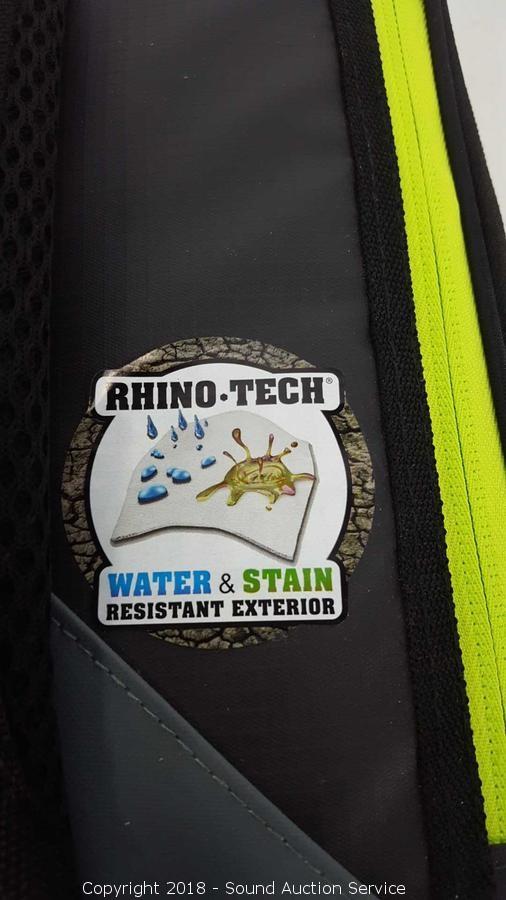 RHINO·TECH®
WATER & STAIN
RESISTANT EXTERIOR
Copyright 2018 - Sound Auction Service